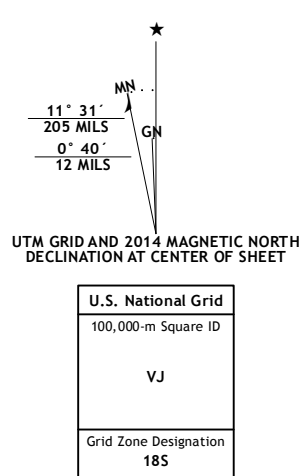 MN
GN
11° 31´
205 MILS
0° 40´
12 MILS
UTM GRID AND 2014 MAGNETIC NORTH
DECLINATION AT CENTER OF SHEET
U.S. National Grid
100,000-m Square ID
VJ
Grid Zone Designation
18S